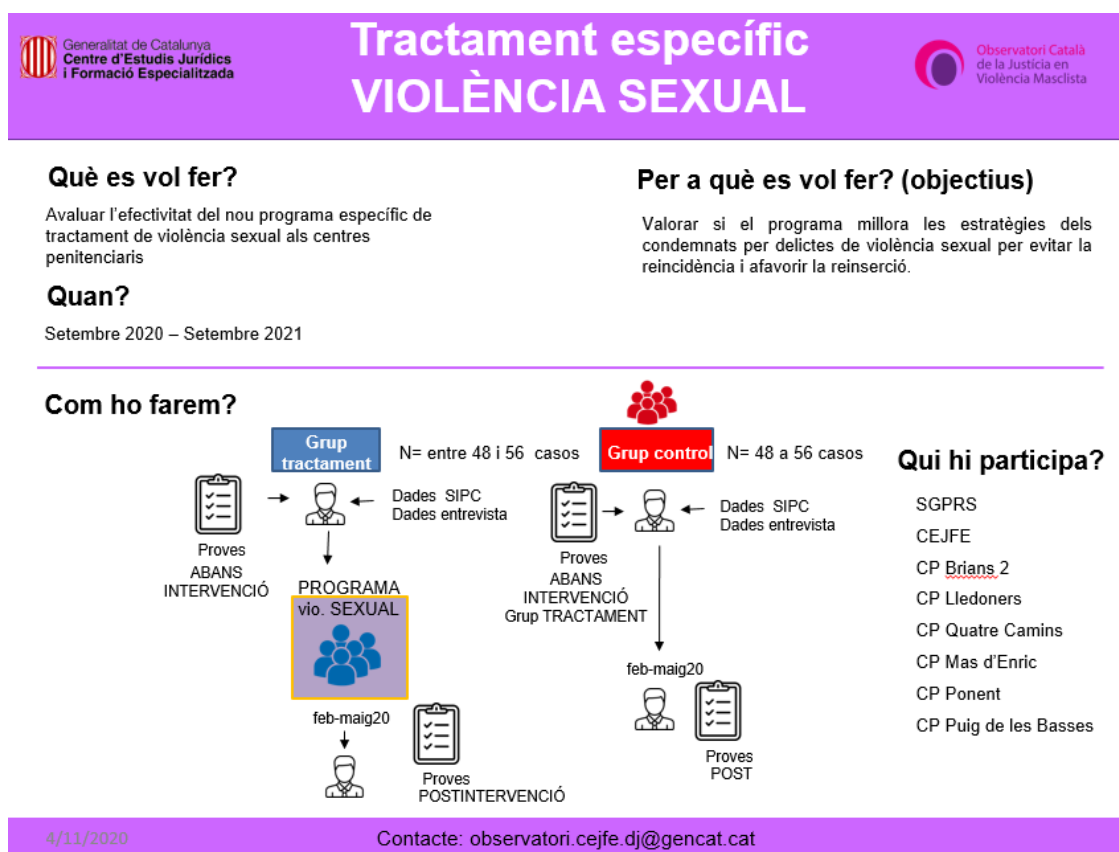 Generalitat de Catalunya
Centre d'Estudis Jurídics
i Formació Especialitzada
Tractament específic
VIOLÈNCIA SEXUAL
Observatori Català
de la Justícia en
Violència Masclista
Què es vol fer?
Avaluar l'efectivitat del nou programa específic de
tractament de violència sexual als centres
penitenciaris
Quan?
Setembre 2020 – Setembre 2021
Per a què es vol fer? (objectius)
Valorar si el programa millora les estratègies dels
condemnats per delictes de violència sexual per evitar la
reincidència i afavorir la reinserció.
Com ho farem?
Grup
tractament
N= entre 48 i 56 casos
Dades SIPC
Dades entrevista
Proves
ABANS
INTERVENCIÓ
PROGRAMA
vio. SEXUAL
feb-maig20
Proves
POSTINTERVENCIÓ
Grup control
N= 48 a 56 casos
Dades SIPC
Dades entrevista
Proves
ABANS
INTERVENCIÓ
Grup TRACTAMENT
feb-maig20
Proves
POST
Qui hi participa?
SGPRS
CEJFE
CP Brians 2
CP Lledoners
CP Quatre Camins
CP Mas d'Enric
CP Ponent
CP Puig de les Basses
4/11/2020
Contacte: observatori.cejfe.dj@gencat.cat